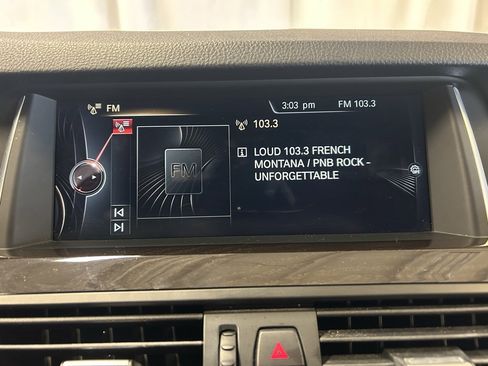 FM
3:03 pm
FM 103.3
103.3
FM
LOUD 103.3 FRENCH
MONTANA / PNB ROCK -
UNFORGETTABLE